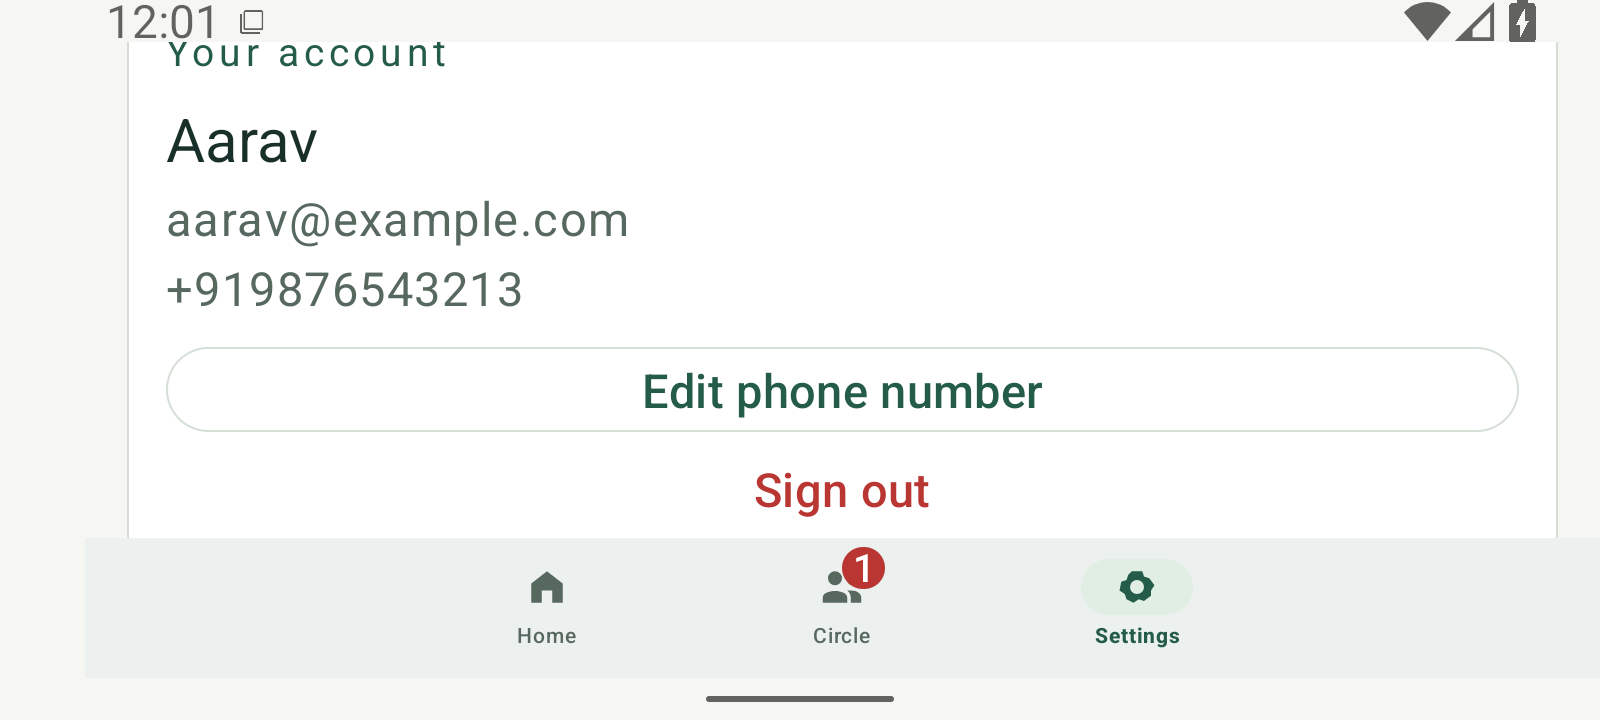 12:01
Your account
Aarav
aarav@example.com
+919876543213
Edit phone number
Sign out
1
Home
Circle
Settings